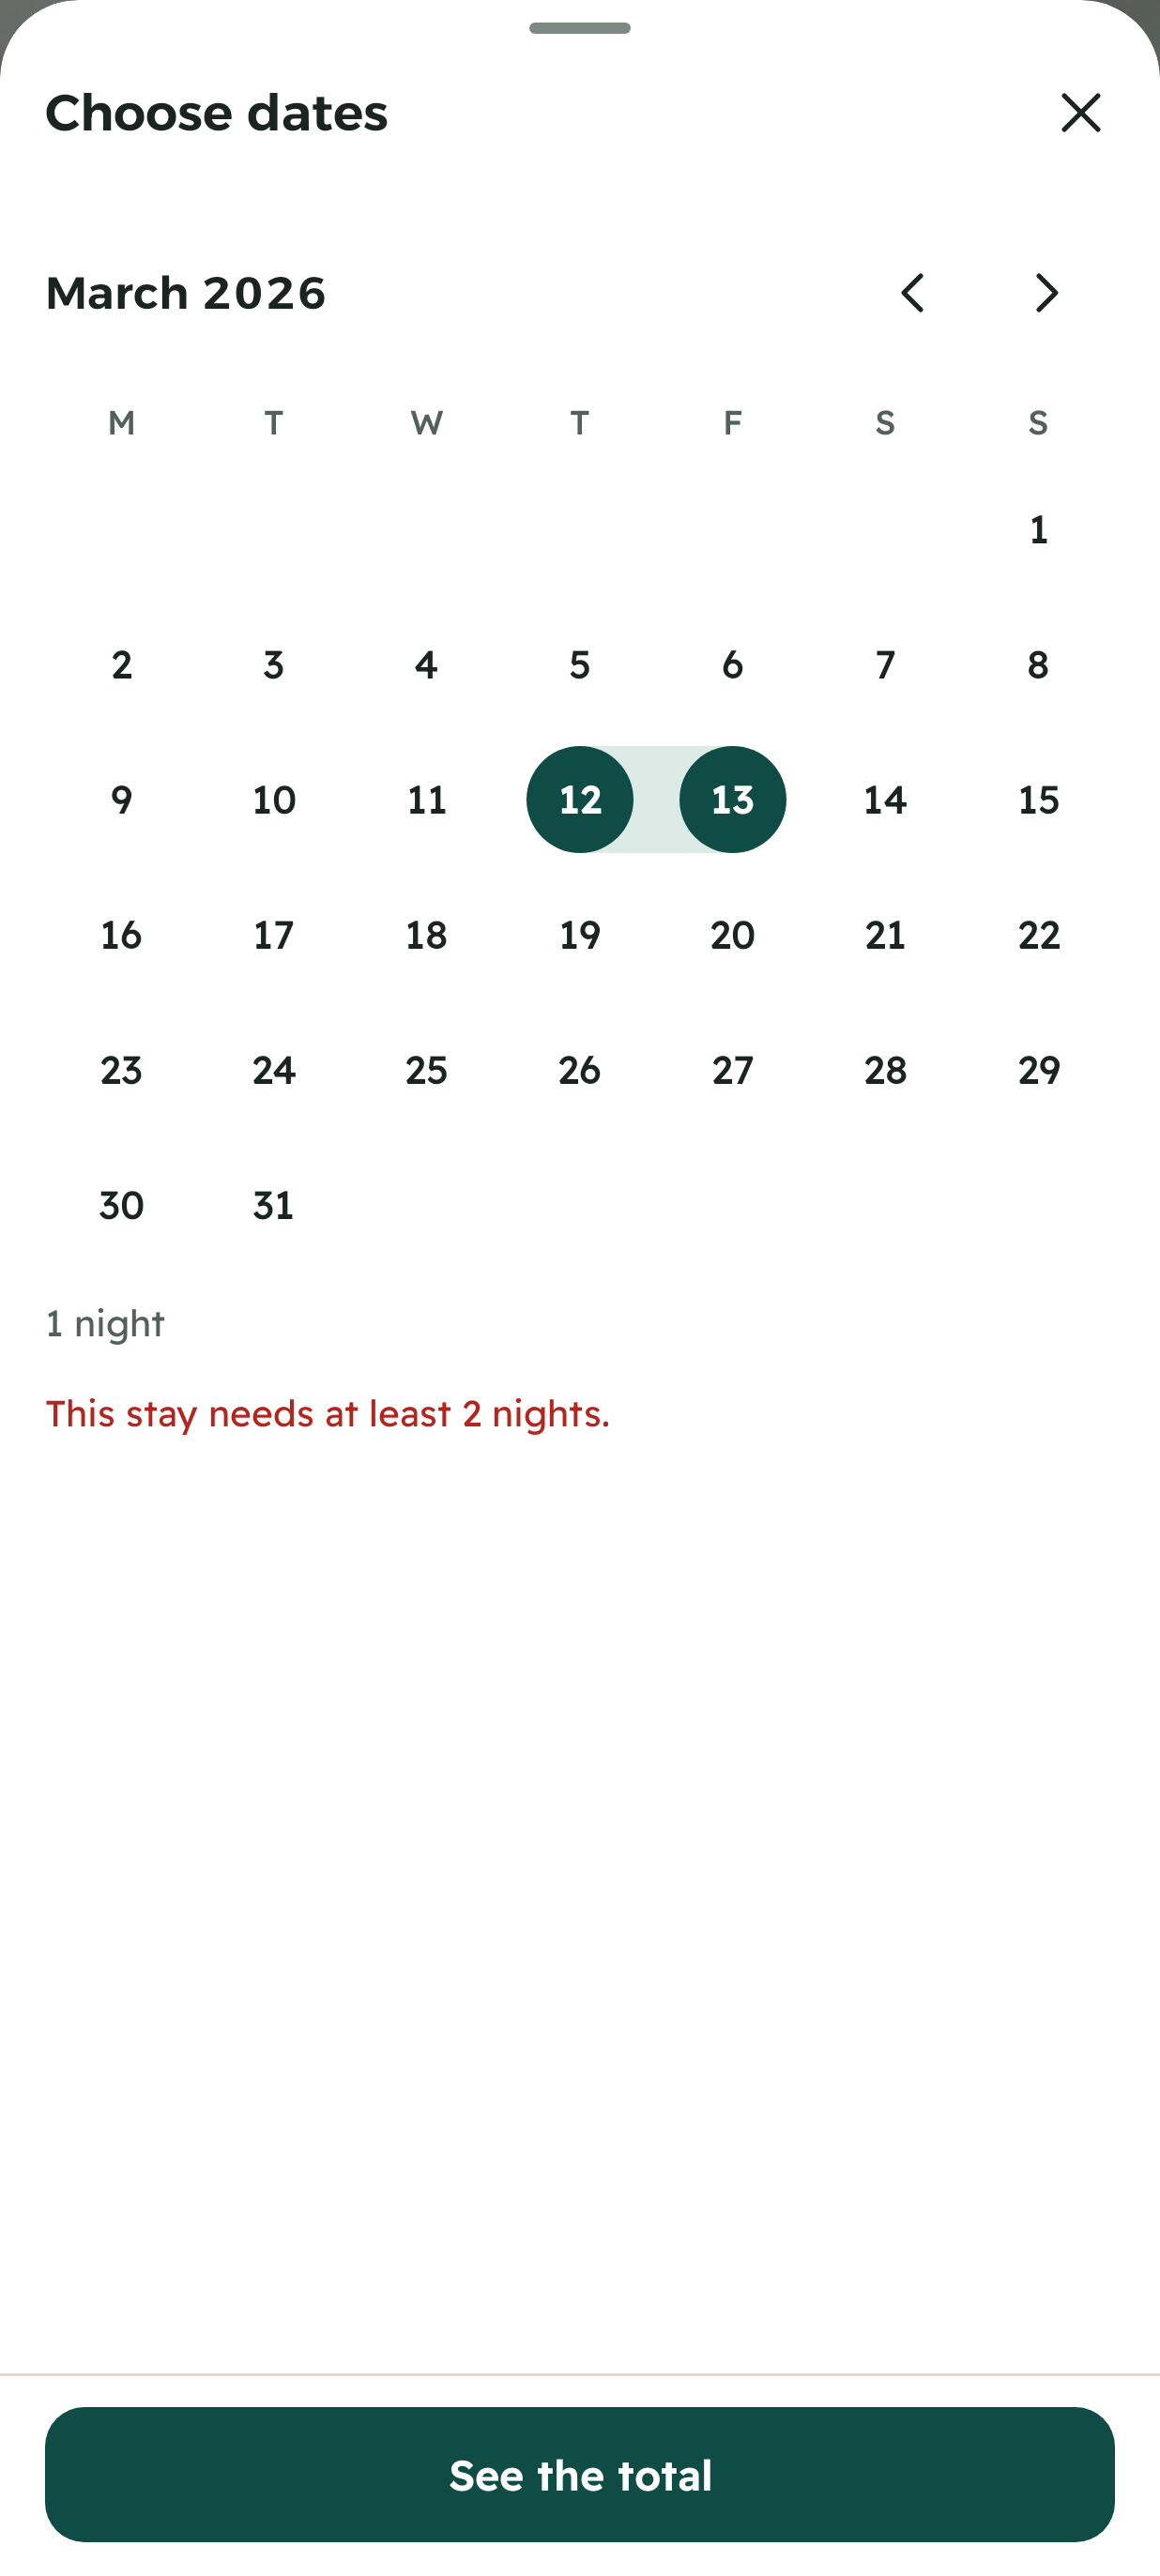 Choose dates
March 2026
M T W T F S S
1
2 3 4 5 6 7 8
9 10 11 12 13 14 15
16 17 18 19 20 21 22
23 24 25 26 27 28 29
30 31
1 night
This stay needs at least 2 nights.
See the total